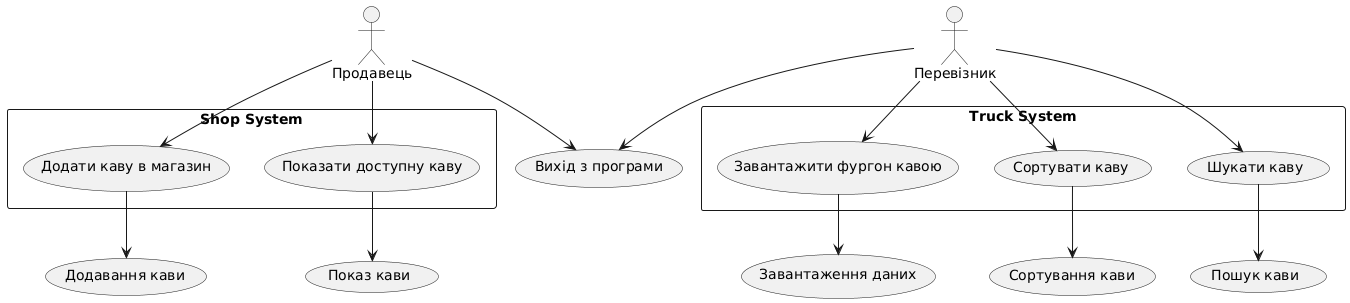 Продавець
Перевізник
Shop System
Truck System
Додати каву в магазин
Показати доступну каву
Вихід з програми
Завантажити фургон кавою
Сортувати каву
Шукати каву
Додавання кави
Показ кави
Завантаження даних
Сортування кави
Пошук кави